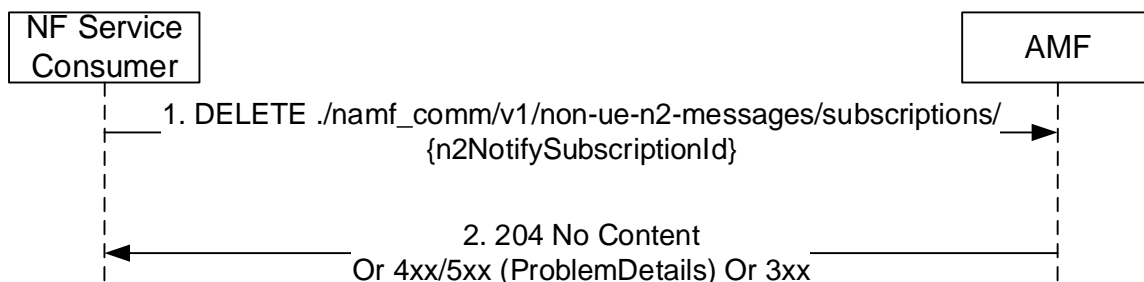 NF Service
Consumer
AMF
1. DELETE ./namf_comm/v1/non-ue-n2-messages/subscriptions/
{n2NotifySubscriptionId}
2. 204 No Content
Or 4xx/5xx (ProblemDetails) Or 3xx